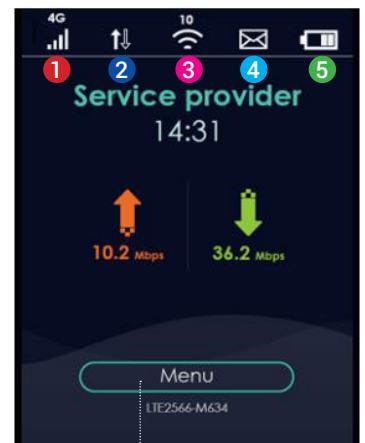 4G 10
1 2 3 4 5
Service provider
14:31
10.2 Mbps 36.2 Mbps
Menu
LTE2566-M634